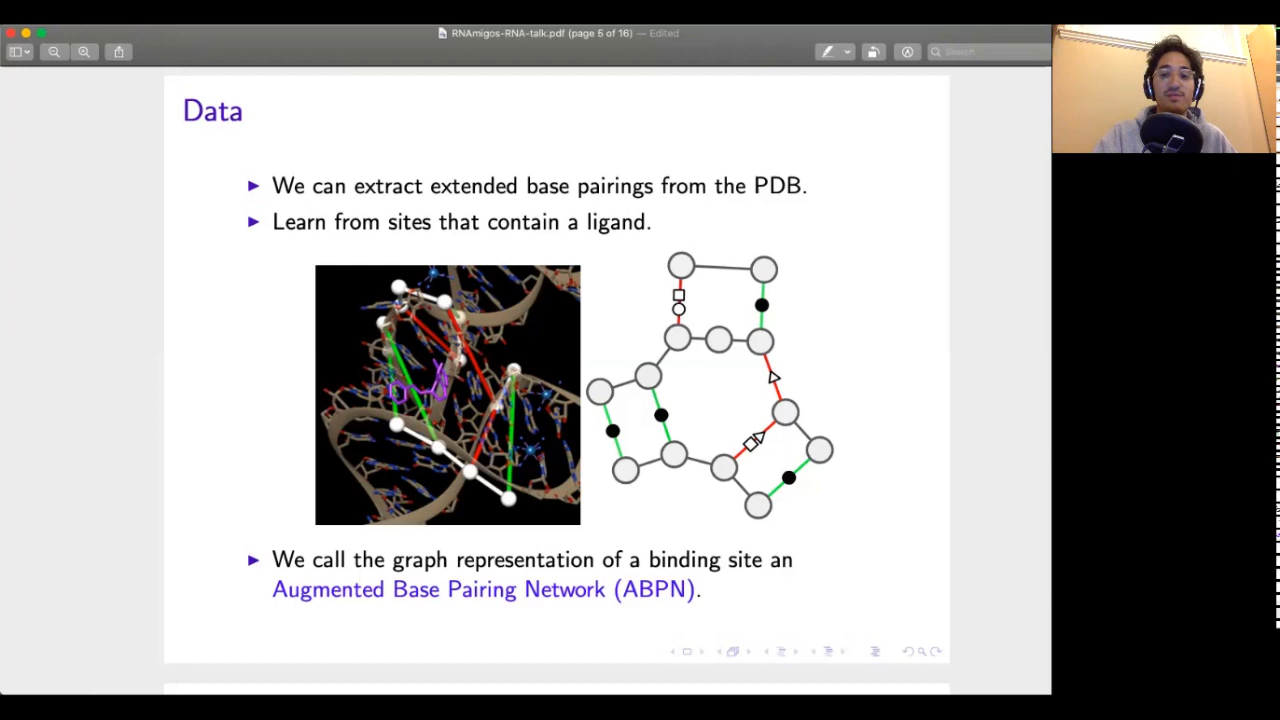 RNAmigos-RNA-talk.pdf (page 5 of 16) — Edited
Search
Data
We can extract extended base pairings from the PDB.
Learn from sites that contain a ligand.
We call the graph representation of a binding site an
Augmented Base Pairing Network (ABPN).